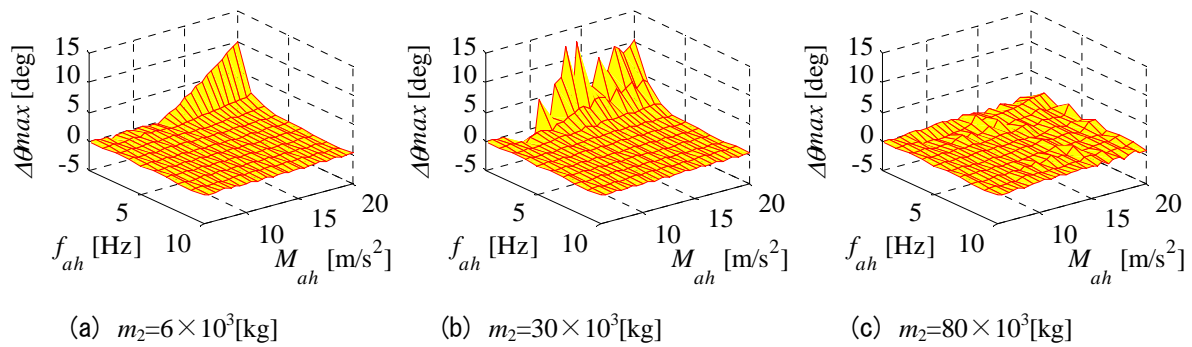 15
10
5
0
-5
Δθmax [deg]
5
10
f_ah [Hz]
10
15
20
M_ah [m/s²]
(a) m₂=6×10³[kg]
15
10
5
0
-5
Δθmax [deg]
5
10
f_ah [Hz]
10
15
20
M_ah [m/s²]
(b) m₂=30×10³[kg]
15
10
5
0
-5
Δθmax [deg]
5
10
f_ah [Hz]
10
15
20
M_ah [m/s²]
(c) m₂=80×10³[kg]